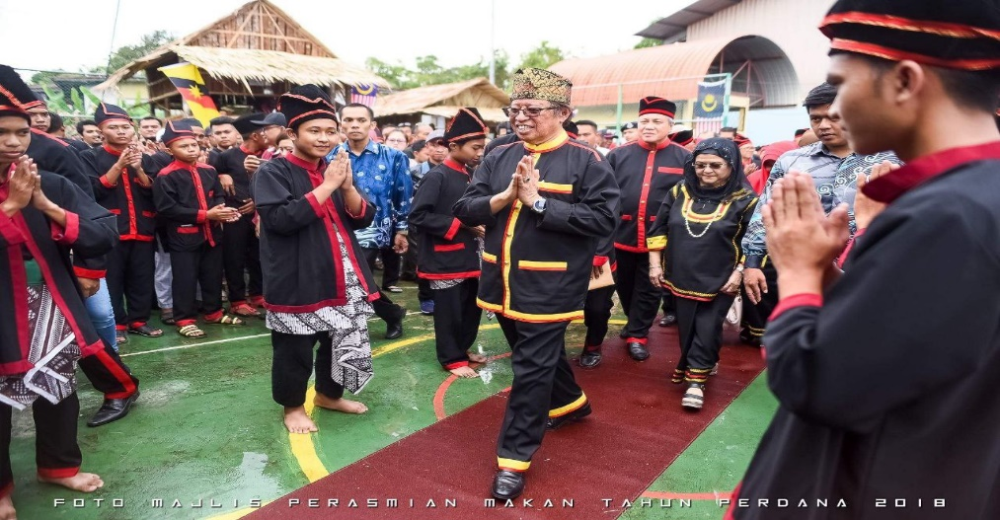 FOTO MAJLIS PERASMIAN MAKAN TAHUN PERDANA 2018